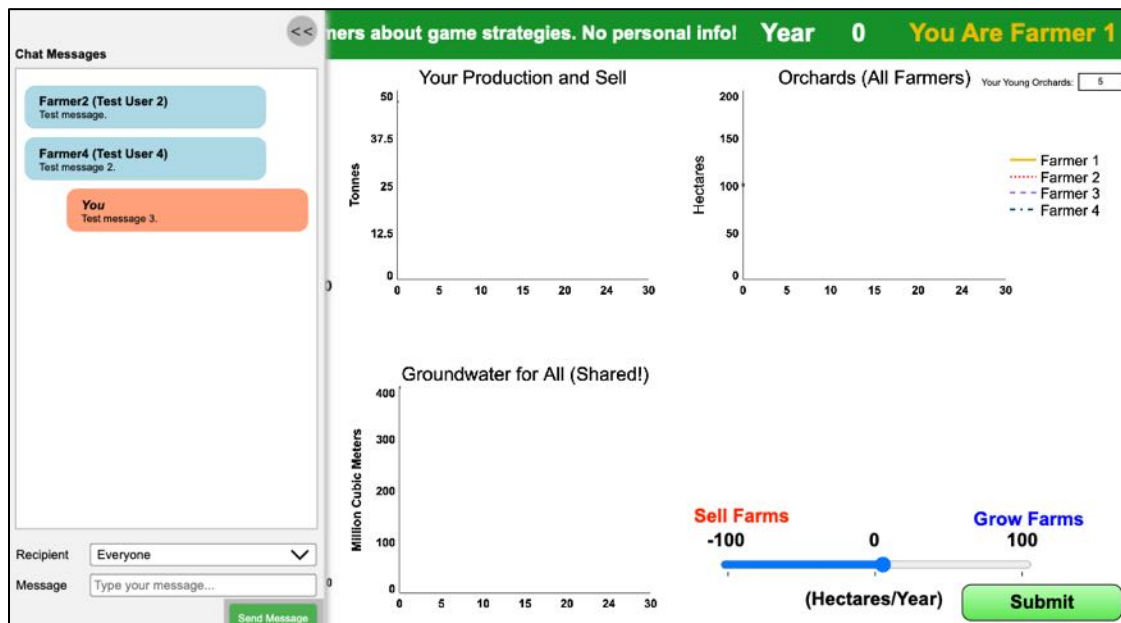 <<
Chat Messages
Farmer2 (Test User 2)
Test message.
Farmer4 (Test User 4)
Test message 2.
You
Test message 3.
Recipient
Everyone
Message
Type your message...
Send Message
about game strategies. No personal info!
Year 0
You Are Farmer 1
Your Production and Sell
50
37.5
25
12.5
0
Tonnes
0 5 10 15 20 24 30
Orchards (All Farmers)
Your Young Orchards: 5
200
150
100
50
0
Hectares
0 5 10 15 20 24 30
Farmer 1
Farmer 2
Farmer 3
Farmer 4
Groundwater for All (Shared!)
400
300
200
100
0
Million Cubic Meters
0 5 10 15 20 24 30
Sell Farms
Grow Farms
-100 0 100
(Hectares/Year)
Submit